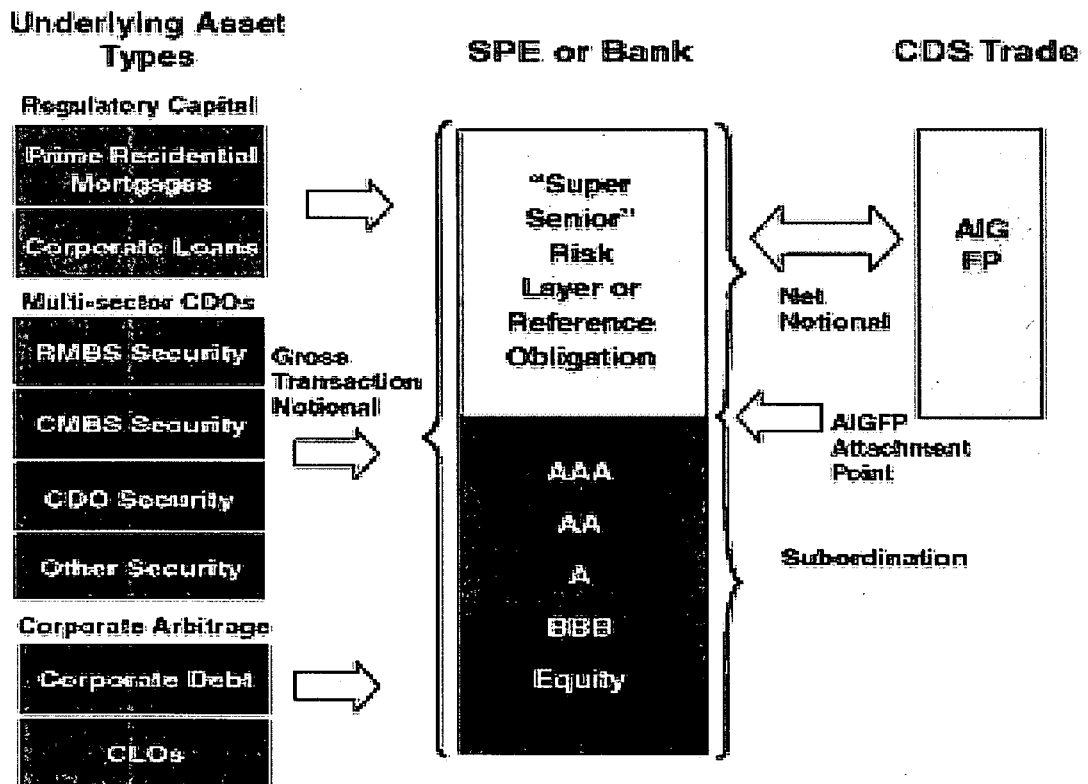 Underlying Asset
Types
SPE or Bank
CDS Trade
Regulatory Capital
Prime Residential
Mortgages
Corporate Loans
Multi-sector CDOs
RMBS Security
CMBS Security
CDO Security
Other Security
Corporate Arbitrage
Corporate Debt
CLOs
Gross
Transaction
Notional
"Super
Senior"
Risk
Layer or
Reference
Obligation
AAA
AA
A
BBB
Equity
Net
Notional
AIGFP
Attachment
Point
Subordination
AIG
FP